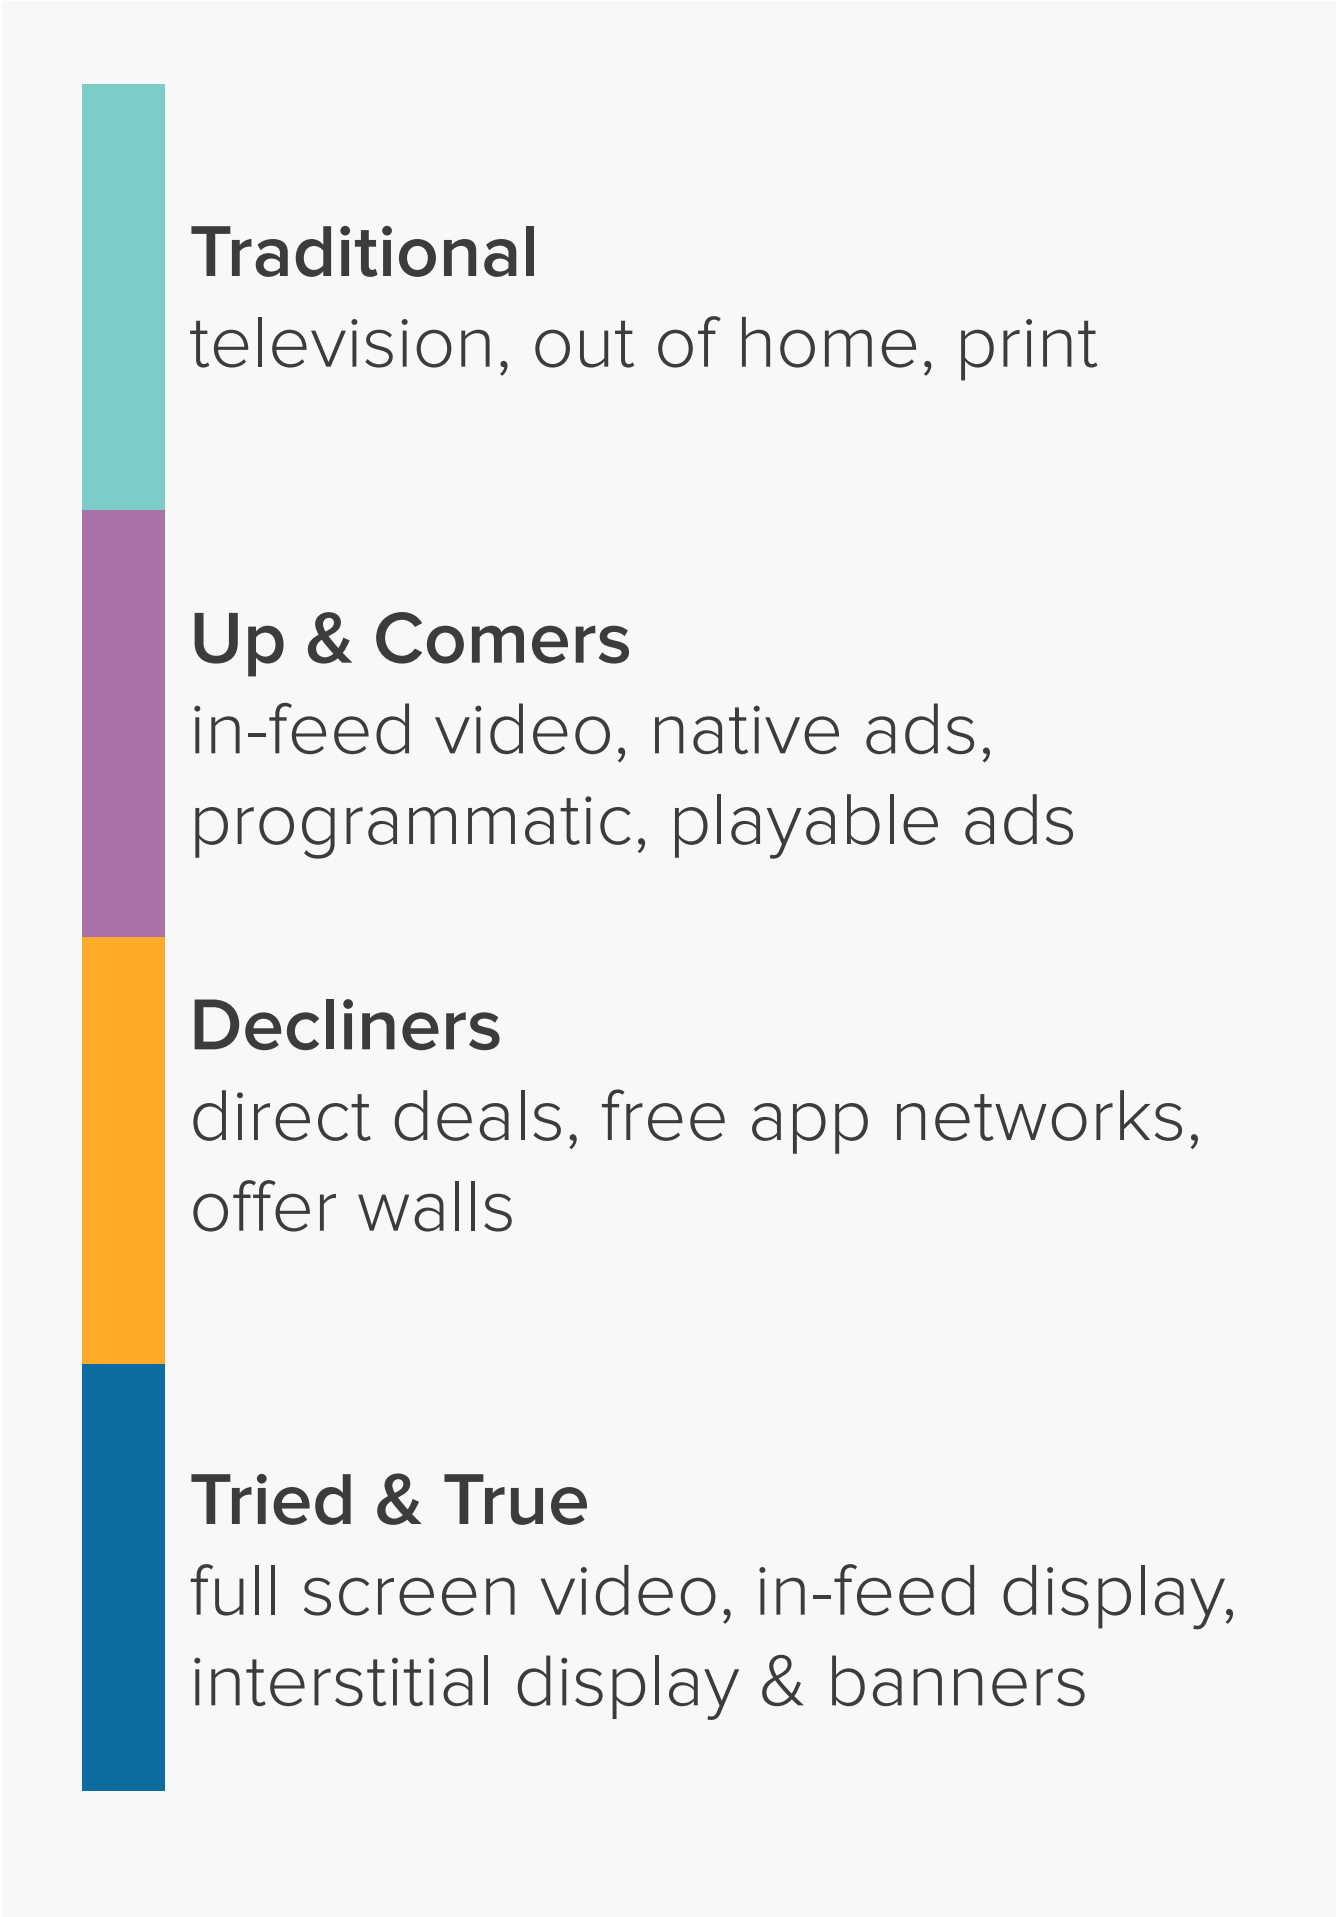 Traditional
television, out of home, print
Up & Comers
in-feed video, native ads,
programmatic, playable ads
Decliners
direct deals, free app networks,
offer walls
Tried & True
full screen video, in-feed display,
interstitial display & banners